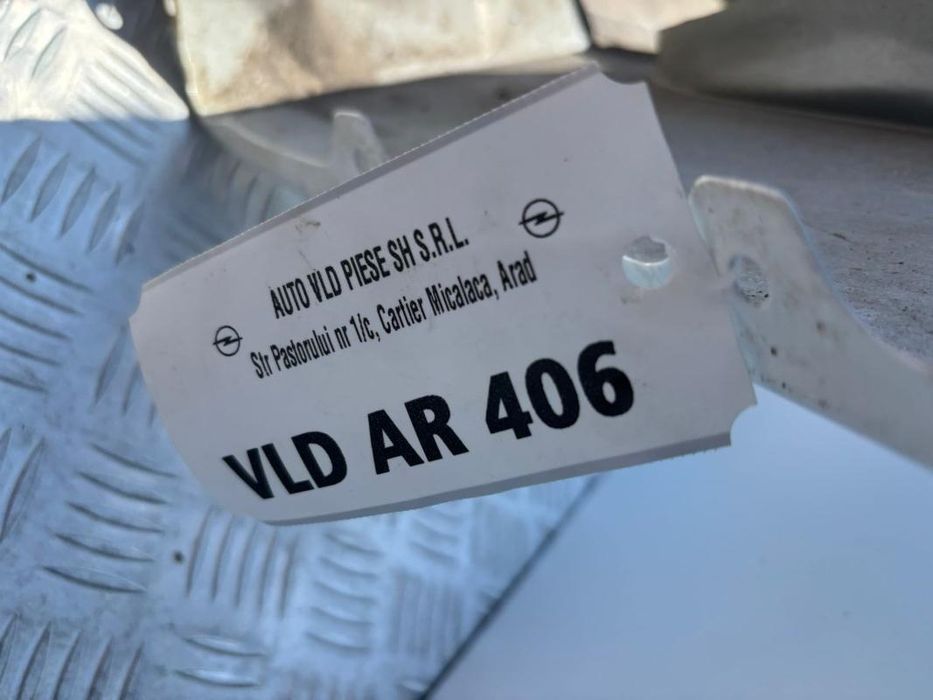 AUTO VLD PIESE SH S.R.L.
Str Pastorului nr 1/c, Cartier Micalaca, Arad
VLD AR 406